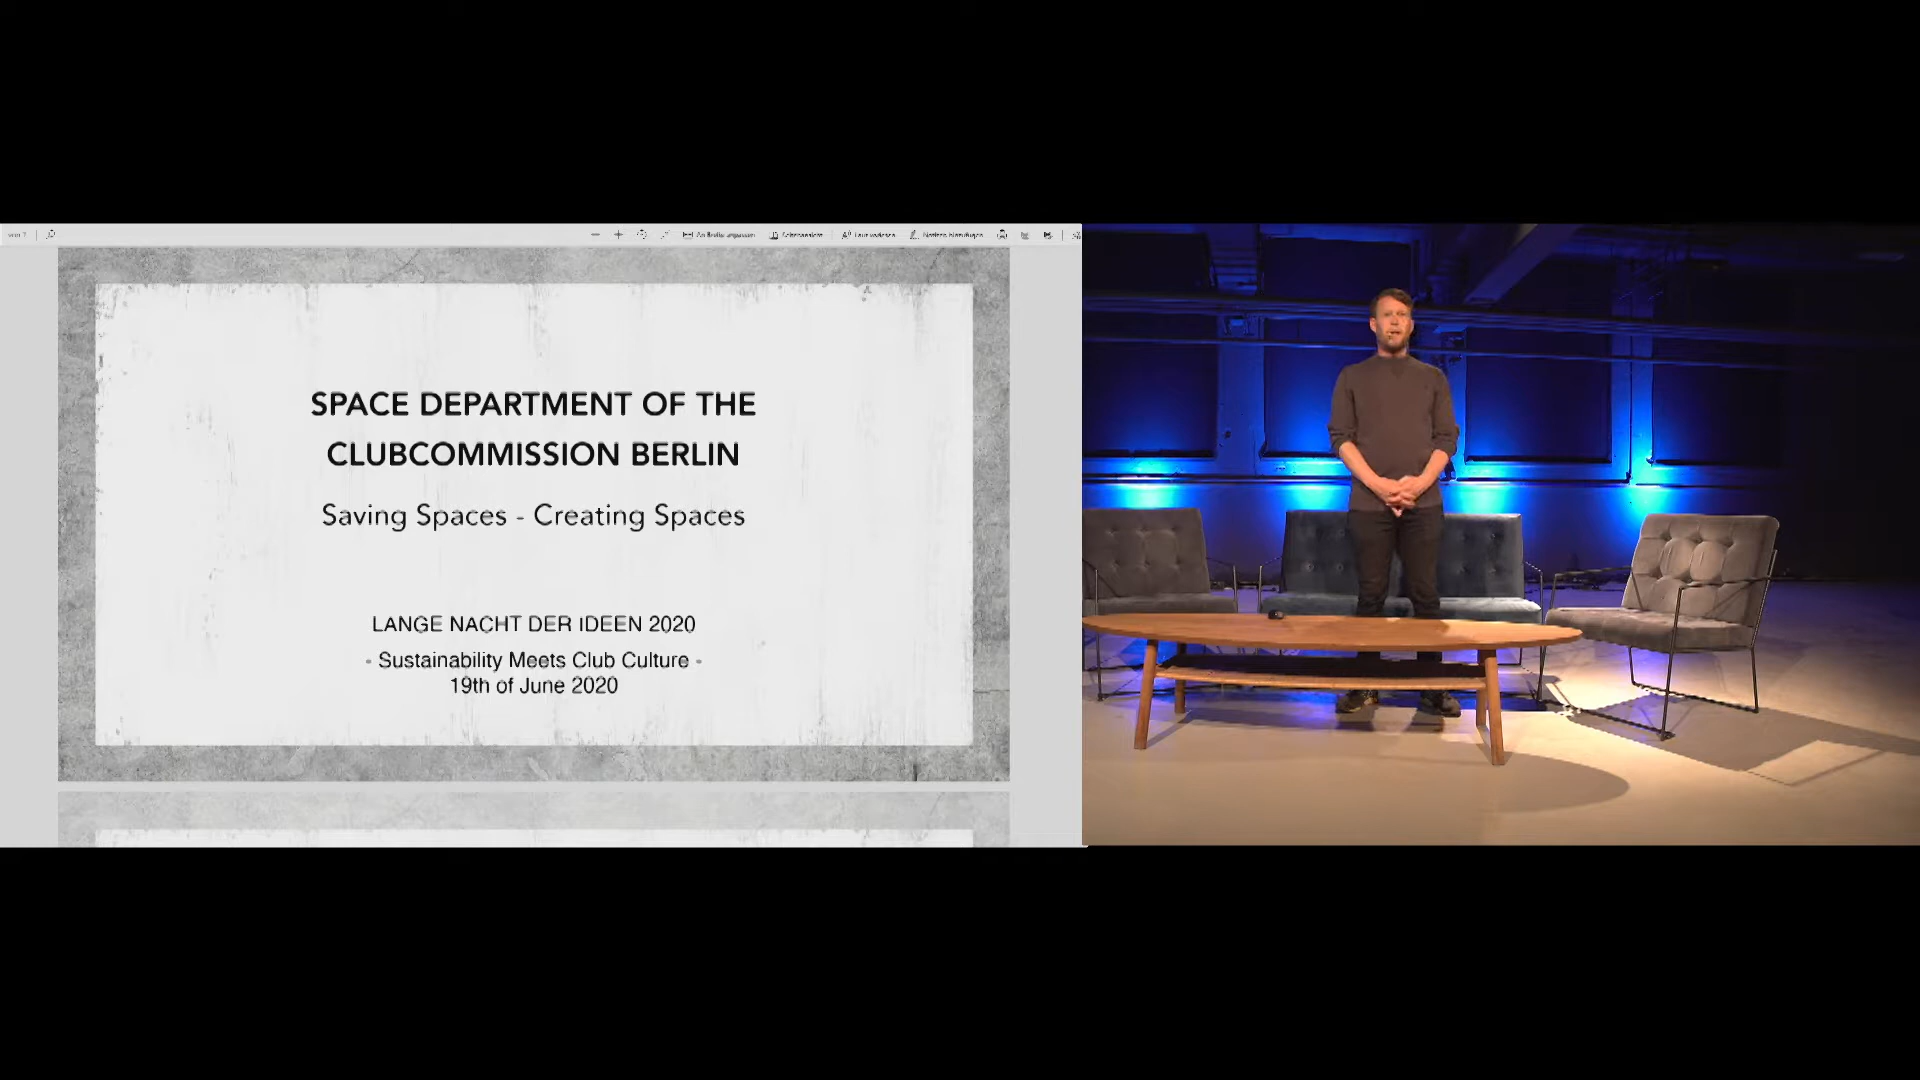 SPACE DEPARTMENT OF THE
CLUBCOMMISSION BERLIN
Saving Spaces - Creating Spaces
LANGE NACHT DER IDEEN 2020
- Sustainability Meets Club Culture -
19th of June 2020